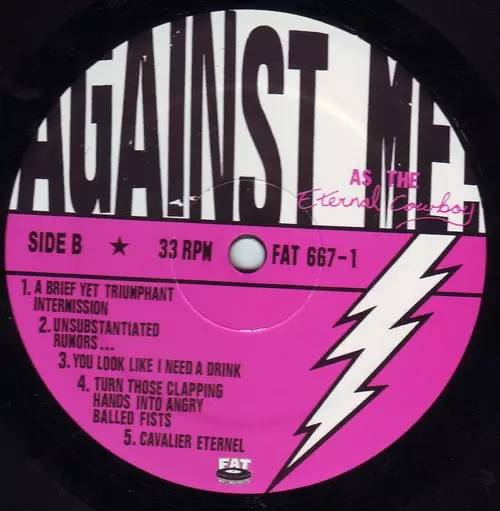 AGAINST ME!
AS THE
Eternal Cowboy
SIDE B ★ 33 RPM FAT 667-1
1. A BRIEF YET TRIUMPHANT
INTERMISSION
2. UNSUBSTANTIATED
RUMORS...
3. YOU LOOK LIKE I NEED A DRINK
4. TURN THOSE CLAPPING
HANDS INTO ANGRY
BALLED FISTS
5. CAVALIER ETERNEL
FAT